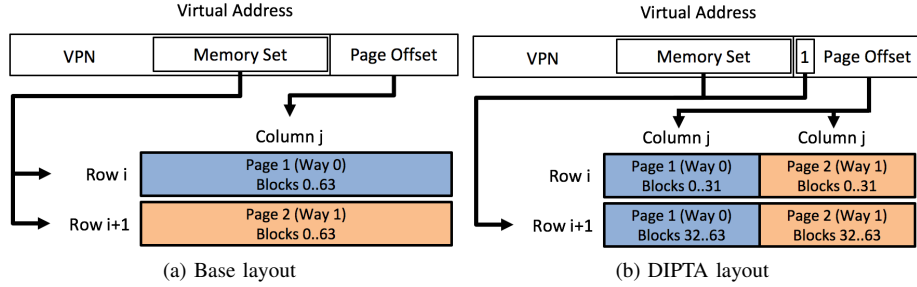 Virtual Address
VPN
Memory Set
Page Offset
Column j
Row i
Page 1 (Way 0)
Blocks 0..63
Row i+1
Page 2 (Way 1)
Blocks 0..63
(a) Base layout
Virtual Address
VPN
Memory Set
1
Page Offset
Column j
Column j
Row i
Page 1 (Way 0)
Blocks 0..31
Page 2 (Way 1)
Blocks 0..31
Row i+1
Page 1 (Way 0)
Blocks 32..63
Page 2 (Way 1)
Blocks 32..63
(b) DIPTA layout